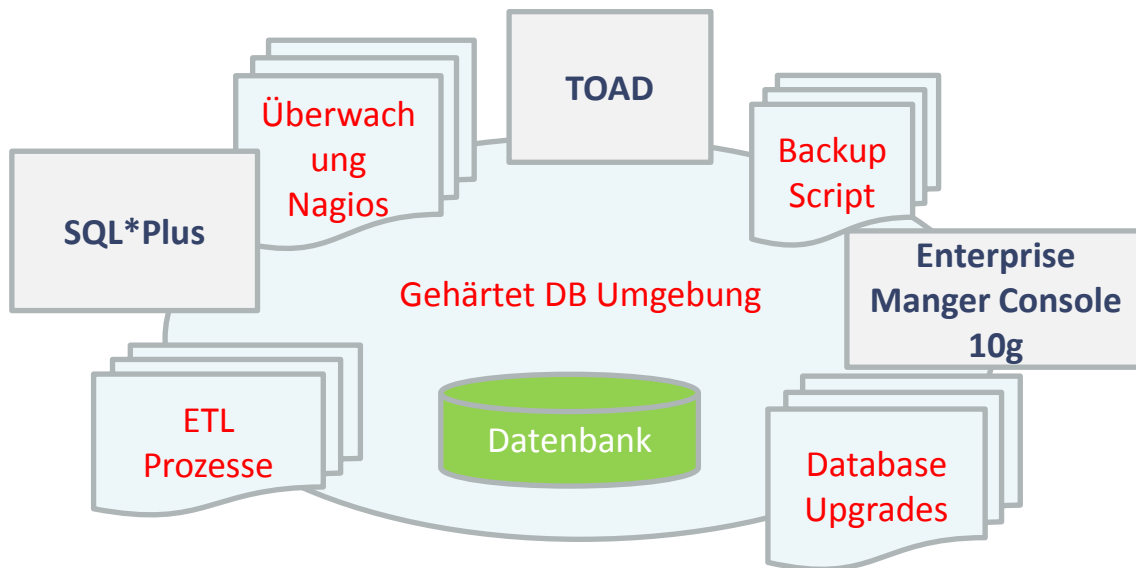 TOAD
Überwach
ung
Nagios
Backup
Script
SQL*Plus
Enterprise
Manger Console
10g
Gehärtet DB Umgebung
ETL
Prozesse
Datenbank
Database
Upgrades